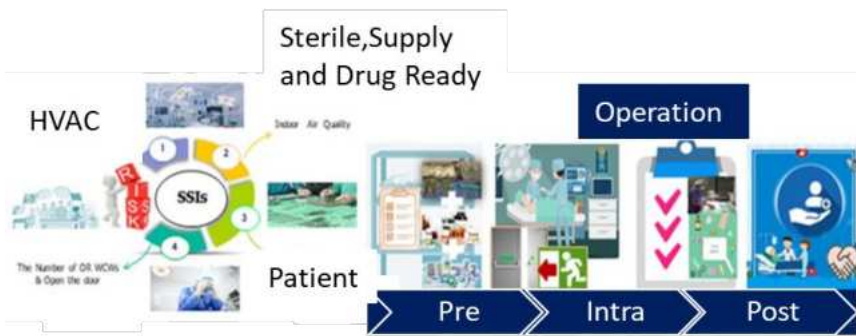 Sterile,Supply
and Drug Ready
HVAC
Operation
Indoor Air Quality
1
2
RISK
SSIs
3
4
The Number of OR WCWs
& Open the door
Patient
Pre
Intra
Post